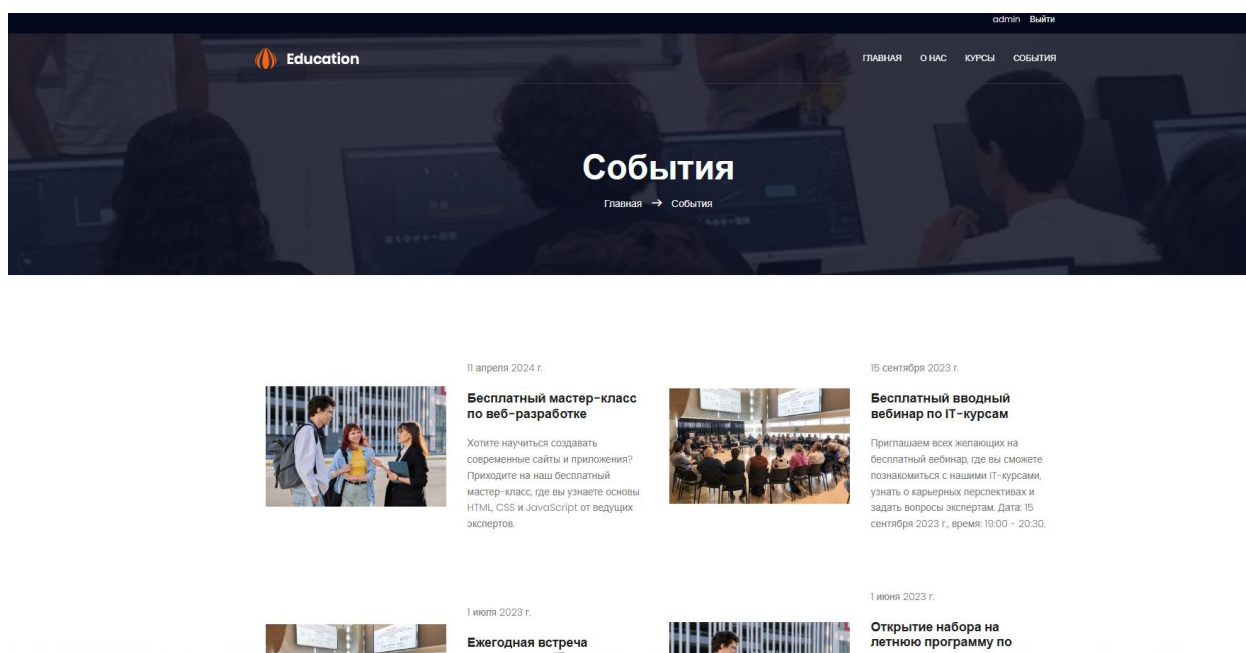 admin Выйти
Education
ГЛАВНАЯ О НАС КУРСЫ СОБЫТИЯ
События
Главная → События
11 апреля 2024 г.
Бесплатный мастер-класс
по веб-разработке
Хотите научиться создавать
современные сайты и приложения?
Приходите на наш бесплатный
мастер-класс, где вы узнаете основы
HTML, CSS и JavaScript от ведущих
экспертов.
15 сентября 2023 г.
Бесплатный вводный
вебинар по IT-курсам
Приглашаем всех желающих на
бесплатный вебинар, где вы сможете
познакомиться с нашими IT-курсами,
узнать о карьерных перспективах и
задать вопросы экспертам. Дата: 15
сентября 2023 г., время: 19:00 - 20:30.
1 июля 2023 г.
Ежегодная встреча
1 июня 2023 г.
Открытие набора на
летнюю программу по